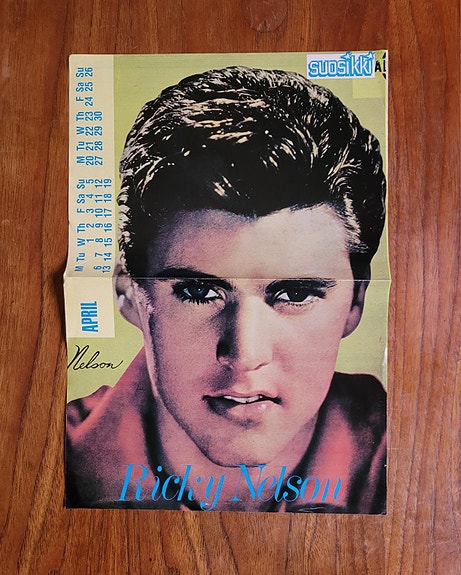 suosikki
APRIL
M Tu W Th F Sa Su
1 2 3 4 5
6 7 8 9 10 11 12
13 14 15 16 17 18 19
M Tu W Th F Sa Su
20 21 22 23 24 25 26
27 28 29 30
Nelson
Ricky Nelson